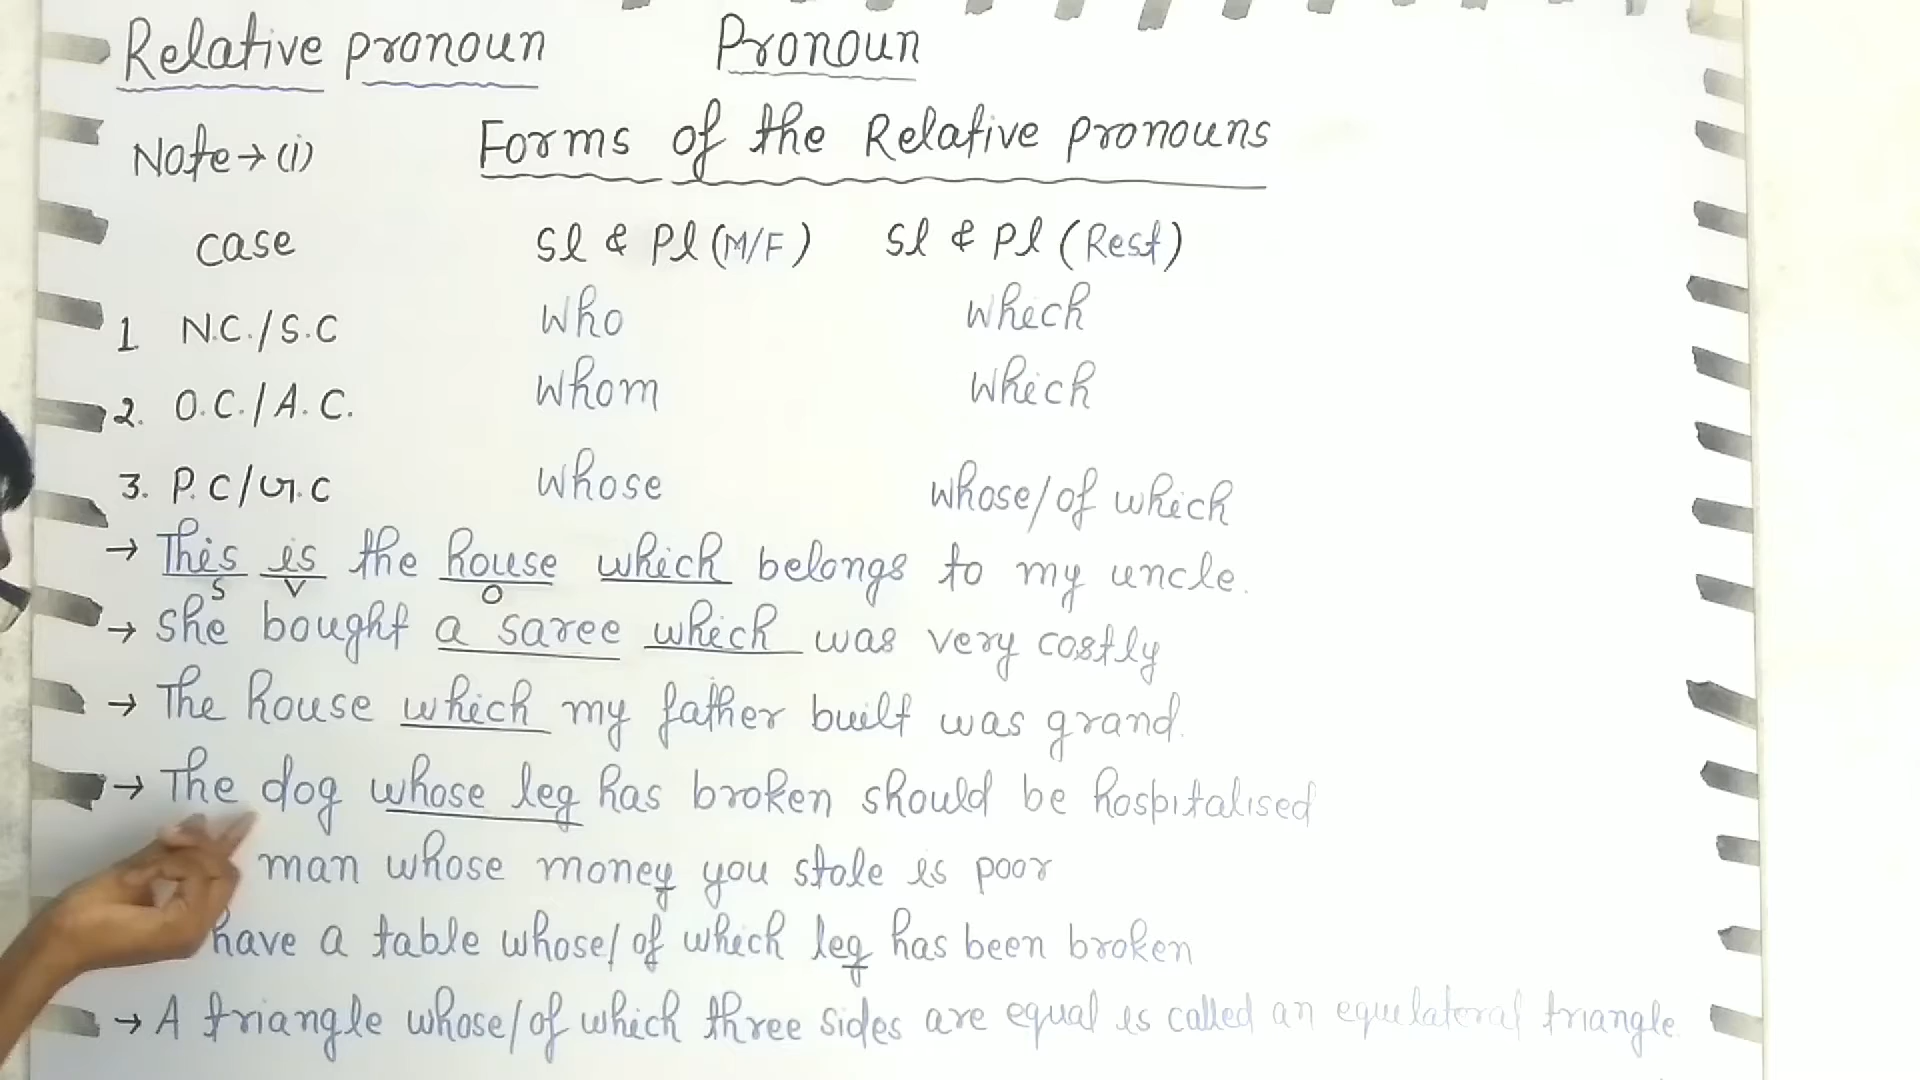 Relative pronoun Pronoun
Note→(i) Forms of the Relative pronouns
case Sl & Pl (M/F) Sl & Pl (Rest)
1 N.C./S.C who which
2. O.C./A.C. whom which
3. P.C/G.C whose whose/of which
→ This is the house which belongs to my uncle.
S V O
→ she bought a saree which was very costly
→ The house which my father built was grand.
→ The dog whose leg has broken should be hospitalised
man whose money you stole is poor
have a table whose/of which leg has been broken
→ A triangle whose/of which three sides are equal is called an equilateral triangle